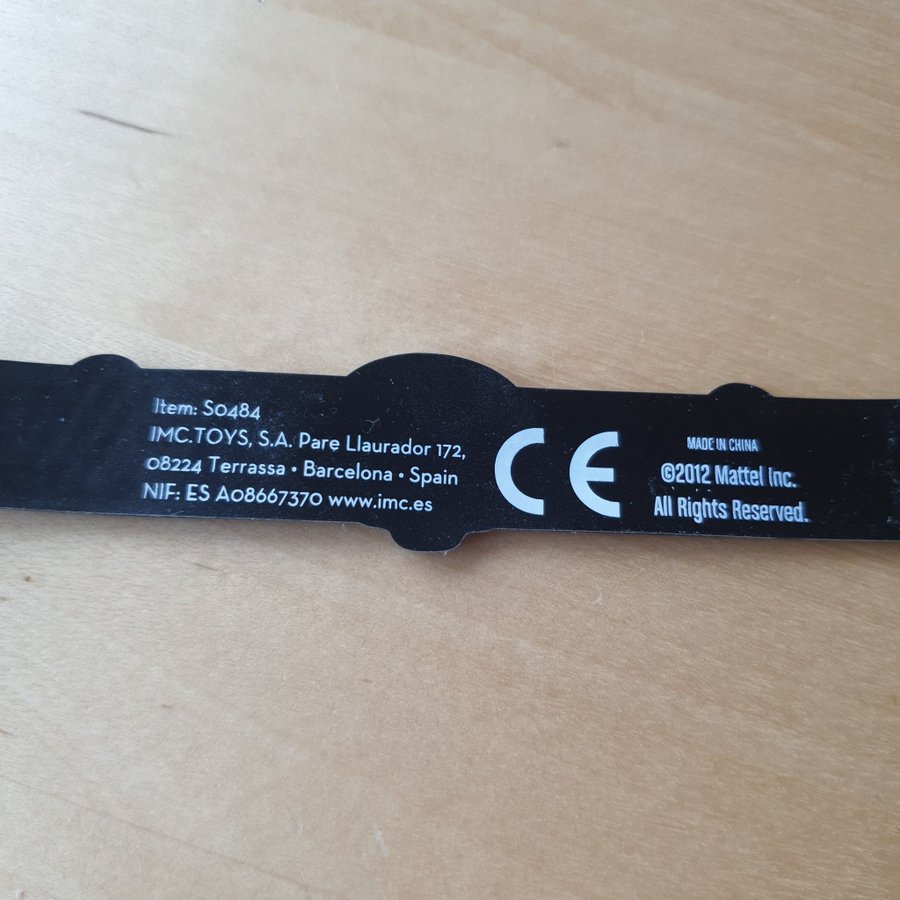 Item: S0484
IMC.TOYS, S.A. Pare Llaurador 172,
08224 Terrassa • Barcelona • Spain
NIF: ES A08667370 www.imc.es
CE
MADE IN CHINA
©2012 Mattel Inc.
All Rights Reserved.